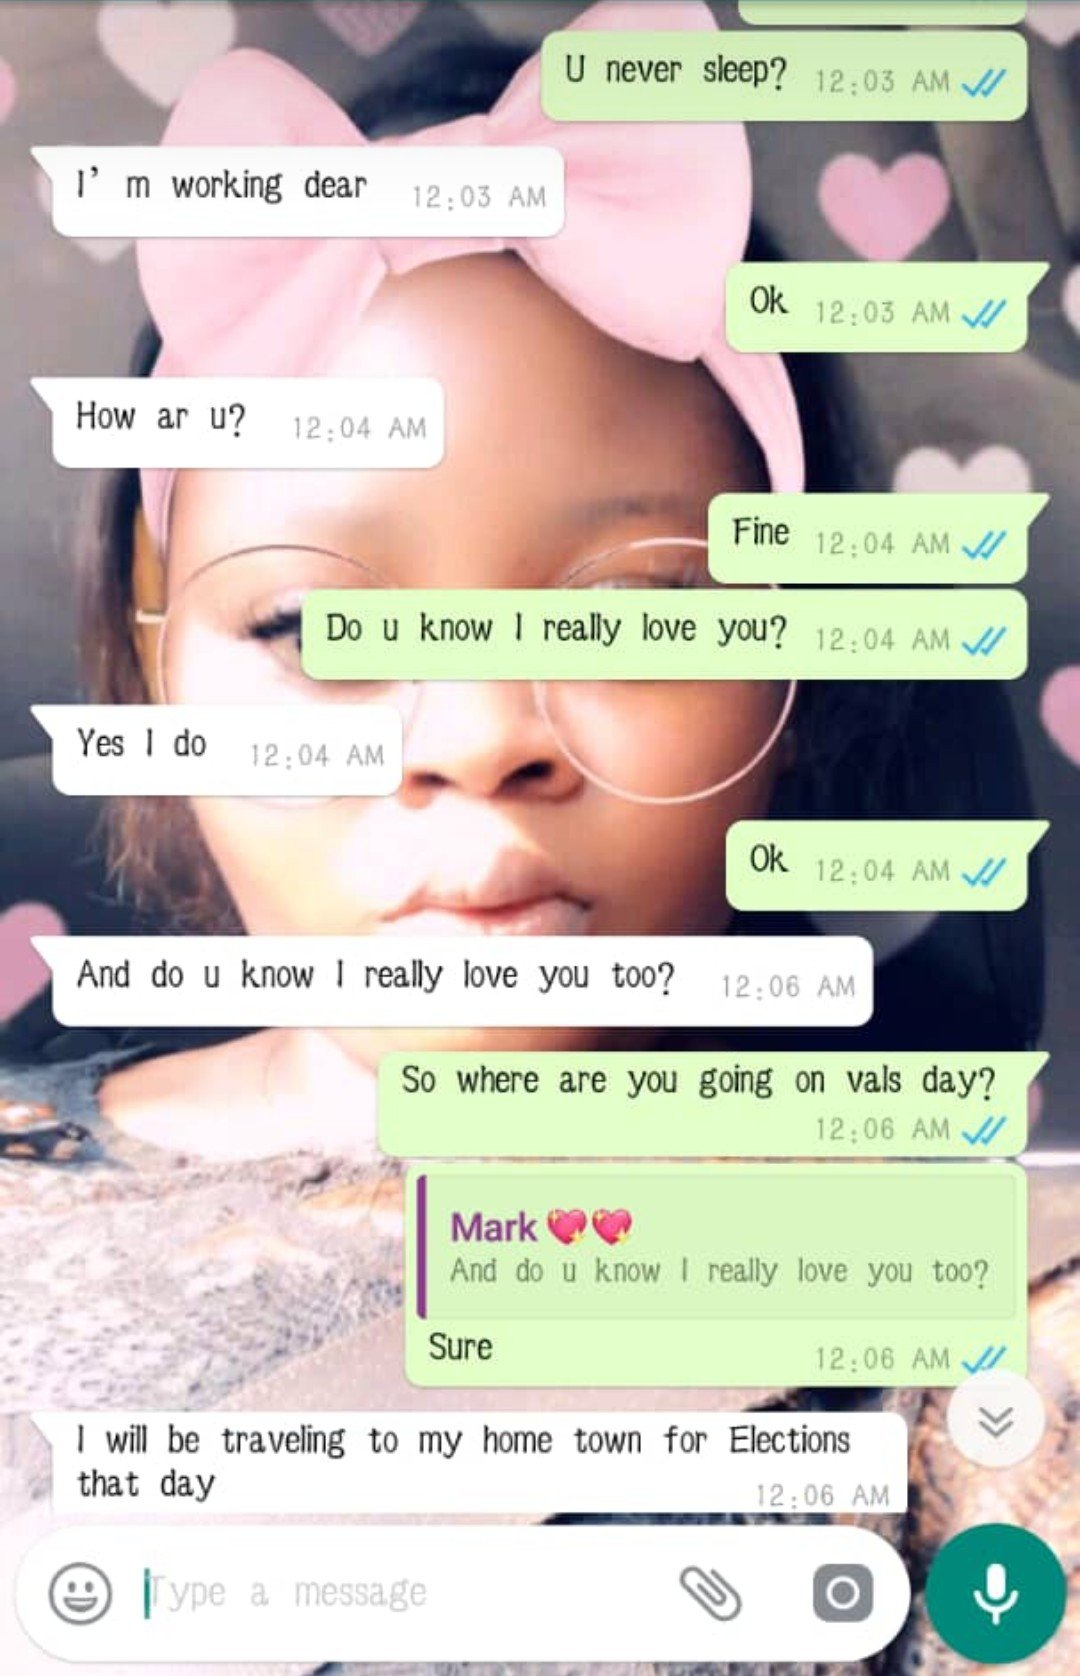 U never sleep? 12:03 AM
I'm working dear 12:03 AM
Ok 12:03 AM
How ar u? 12:04 AM
Fine 12:04 AM
Do u know I really love you? 12:04 AM
Yes I do 12:04 AM
Ok 12:04 AM
And do u know I really love you too? 12:06 AM
So where are you going on vals day?
12:06 AM
Mark 💖💖
And do u know I really love you too?
Sure 12:06 AM
I will be traveling to my home town for Elections
that day 12:06 AM
Type a message